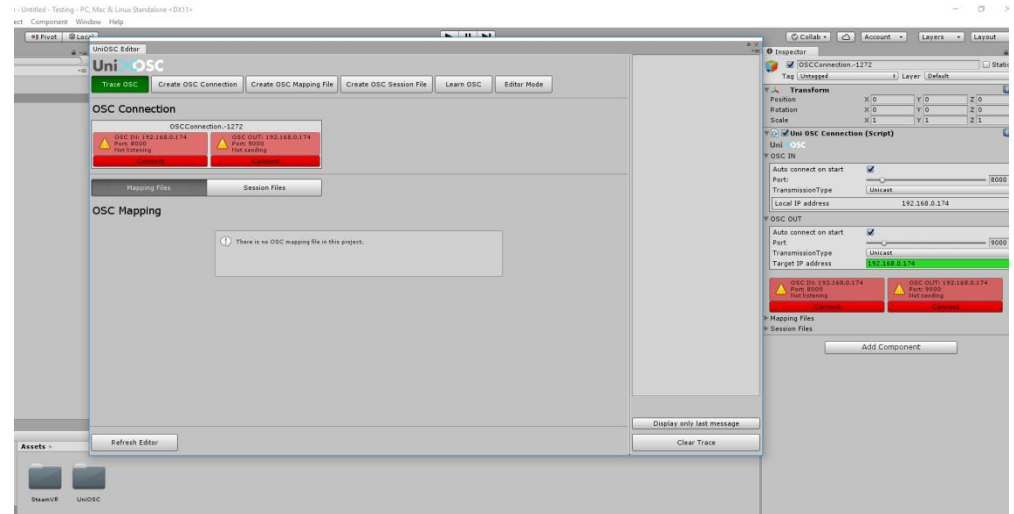 - Untitled - Testing - PC, Mac & Linux Standalone <DX11>
ect Component Window Help
Pivot Local
Collab Account Layers Layout
UniOSC Editor
Uni OSC
Trace OSC Create OSC Connection Create OSC Mapping File Create OSC Session File Learn OSC Editor Mode
OSC Connection
OSCConnection.-1272
OSC IN: 192.168.0.174 OSC OUT: 192.168.0.174
Port: 8000 Port: 9000
Not listening Not sending
Connect Connect
Mapping Files Session Files
OSC Mapping
There is no OSC mapping file in this project.
Display only last message
Refresh Editor Clear Trace
Assets
SteamVR UniOSC
Inspector
OSCConnection.-1272 Static
Tag Untagged Layer Default
Transform
Position X 0 Y 0 Z 0
Rotation X 0 Y 0 Z 0
Scale X 1 Y 1 Z 1
Uni OSC Connection (Script)
Uni OSC
OSC IN
Auto connect on start
Port: 8000
TransmissionType Unicast
Local IP address 192.168.0.174
OSC OUT
Auto connect on start
Port 9000
TransmissionType Unicast
Target IP address 192.168.0.174
OSC IN: 192.168.0.174 OSC OUT: 192.168.0.174
Port: 8000 Port: 9000
Not listening Not sending
Connect Connect
Mapping Files
Session Files
Add Component